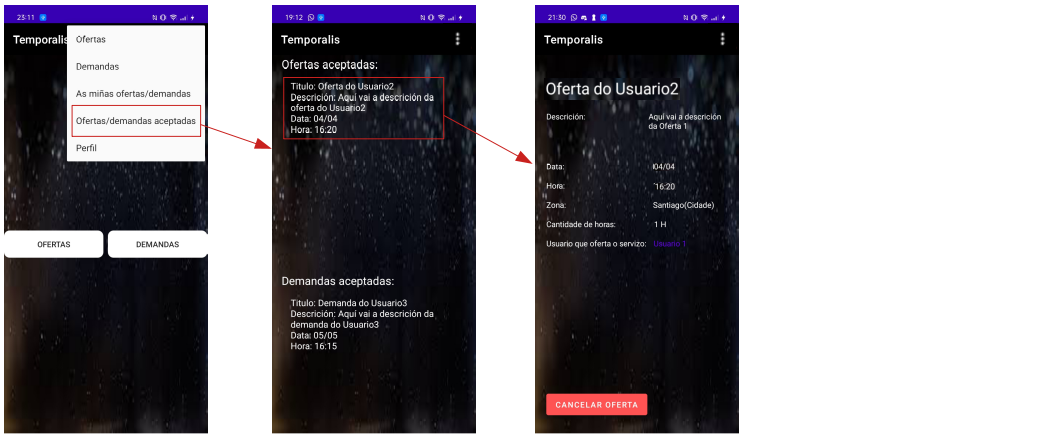 23:11
Temporalis
Ofertas
Demandas
As miñas ofertas/demandas
Ofertas/demandas aceptadas
Perfil
OFERTAS
DEMANDAS
19:12
Temporalis
Ofertas aceptadas:
Titulo: Oferta do Usuario2
Descrición: Aquí vai a descrición da
oferta do Usuario2
Data: 04/04
Hora: 16:20
Demandas aceptadas:
Titulo: Demanda do Usuario3
Descrición: Aquí vai a descrición da
demanda do Usuario3
Data: 05/05
Hora: 16:15
21:30
Temporalis
Oferta do Usuario2
Descrición: Aquí vai a descrición
da Oferta 1
Data: 04/04
Hora: 16:20
Zona: Santiago(Cidade)
Cantidade de horas: 1 H
Usuario que oferta o servizo: Usuario 1
CANCELAR OFERTA